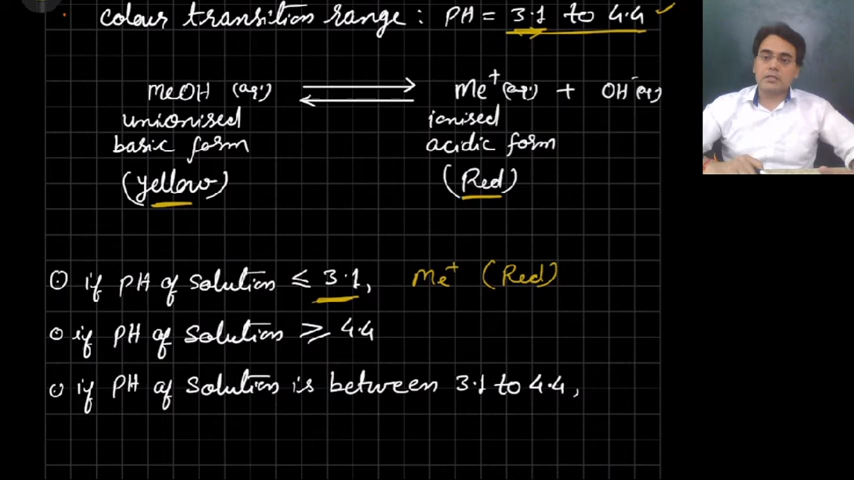 colour transition range : PH = 3.1 to 4.4 ✓
MeOH (aq) ⇌ Me⁺(aq) + OH⁻(aq)
unionised ionised
basic form acidic form
(yellow) (Red)
⊙ if PH of solution ≤ 3.1, Me⁺ (Red)
⊙ if PH of solution ≥ 4.4
⊙ if PH of solution is between 3.1 to 4.4,